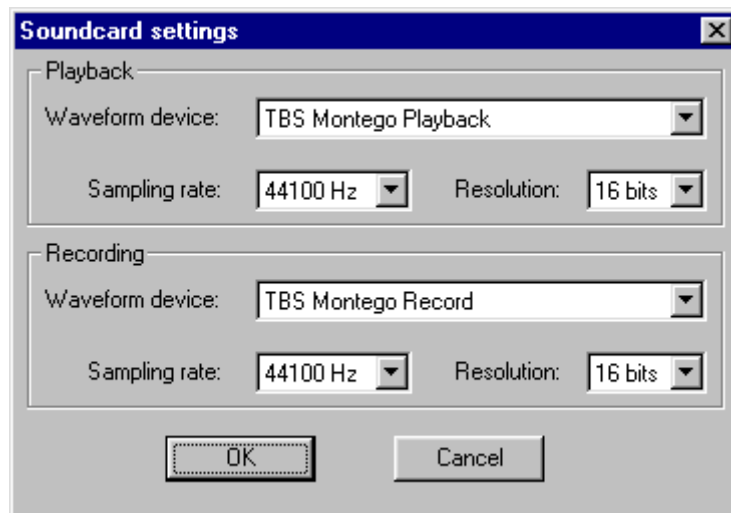 Soundcard settings
Playback
Waveform device: TBS Montego Playback
Sampling rate: 44100 Hz Resolution: 16 bits
Recording
Waveform device: TBS Montego Record
Sampling rate: 44100 Hz Resolution: 16 bits
OK Cancel